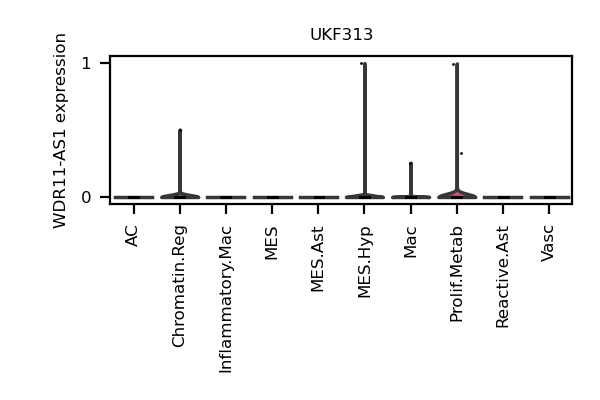 UKF313
WDR11-AS1 expression
1
0
AC
Chromatin.Reg
Inflammatory.Mac
MES
MES.Ast
MES.Hyp
Mac
Prolif.Metab
Reactive.Ast
Vasc